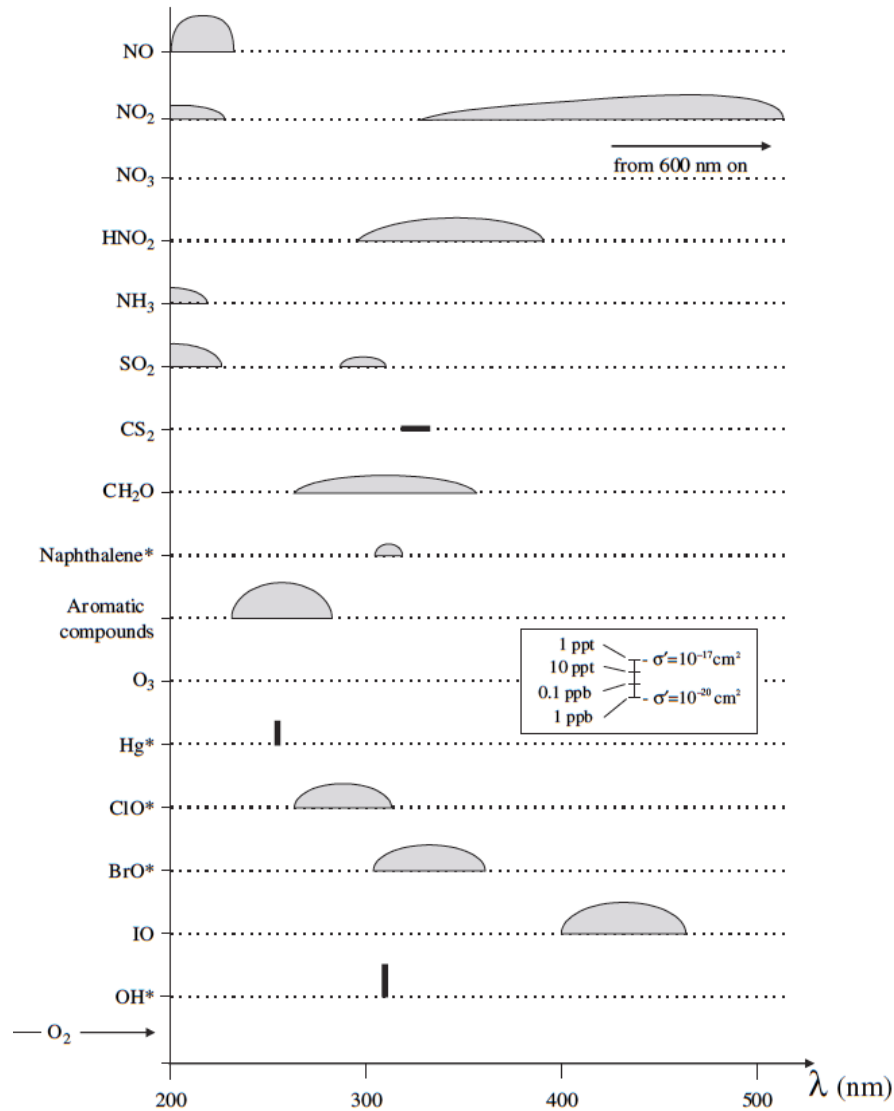 NO
NO₂
from 600 nm on
NO₃
HNO₂
NH₃
SO₂
CS₂
CH₂O
Naphthalene*
Aromatic
compounds
1 ppt
σ′=10⁻¹⁷cm²
10 ppt
0.1 ppb
σ′=10⁻²⁰ cm²
1 ppb
O₃
Hg*
ClO*
BrO*
IO
OH*
O₂
200 300 400 500 λ (nm)